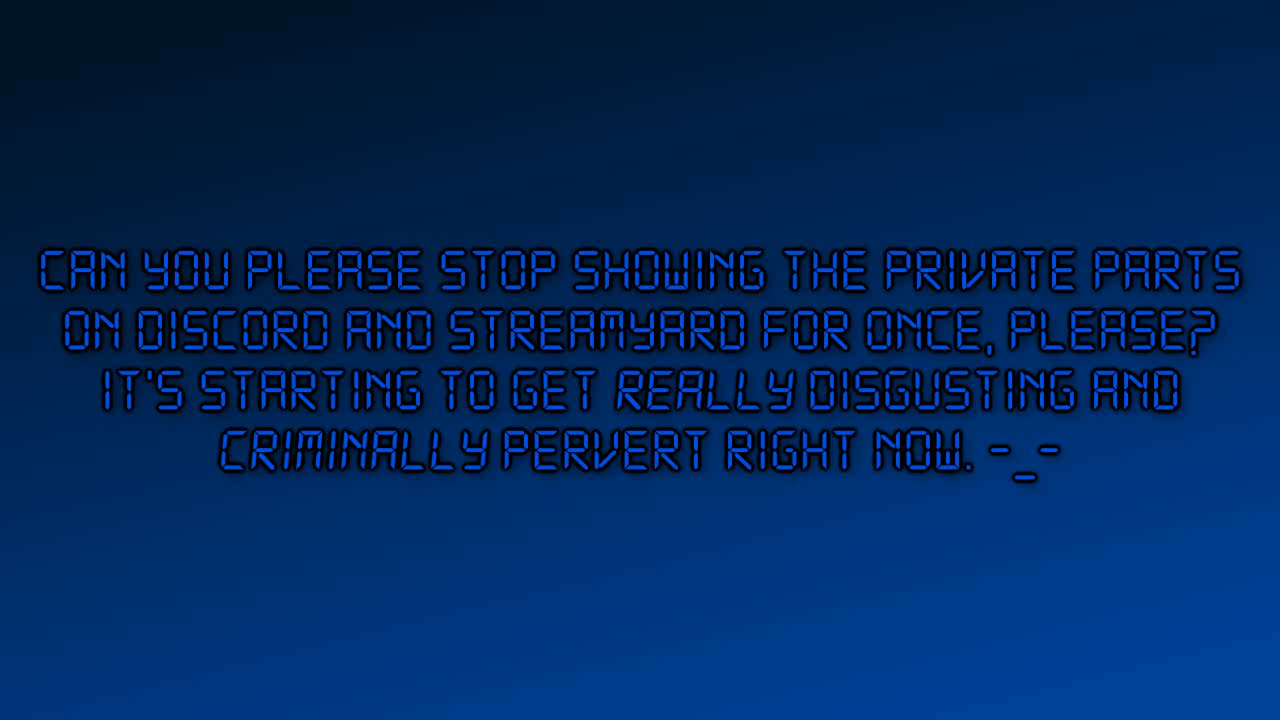 CAN YOU PLEASE STOP SHOWING THE PRIVATE PARTS
ON DISCORD AND STREAMYARD FOR ONCE, PLEASE?
IT'S STARTING TO GET REALLY DISGUSTING AND
CRIMINALLY PERVERT RIGHT NOW. -_-